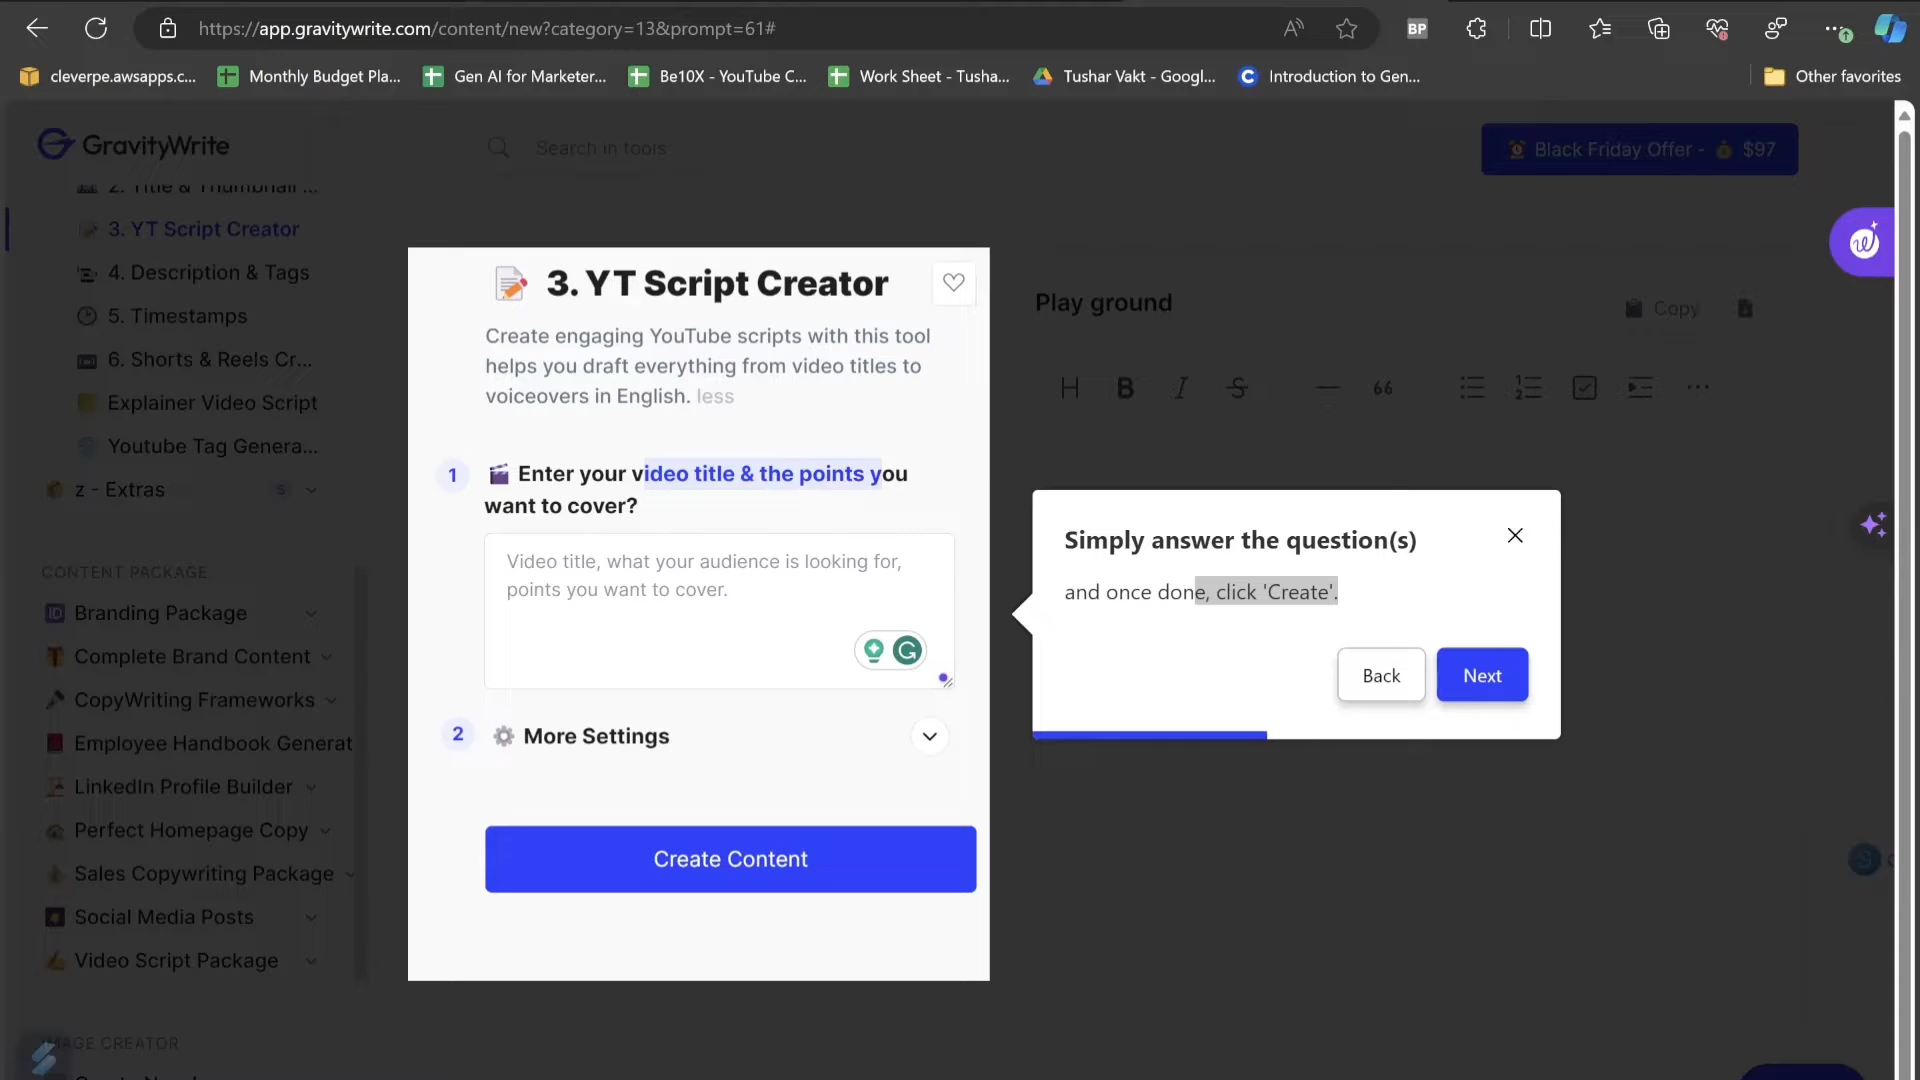 https://app.gravitywrite.com/content/new?category=13&prompt=61#
BP
cleverpe.awsapps.c...
Monthly Budget Pla...
Gen AI for Marketer...
Be10X - YouTube C...
Work Sheet - Tusha...
Tushar Vakt - Googl...
Introduction to Gen...
Other favorites
GravityWrite
Search in tools
Black Friday Offer - $97
2. Title & Thumbnail ...
3. YT Script Creator
4. Description & Tags
5. Timestamps
6. Shorts & Reels Cr...
Explainer Video Script
Youtube Tag Genera...
z - Extras
5
CONTENT PACKAGE
Branding Package
Complete Brand Content
CopyWriting Frameworks
Employee Handbook Generat
LinkedIn Profile Builder
Perfect Homepage Copy
Sales Copywriting Package
Social Media Posts
Video Script Package
IMAGE CREATOR
3. YT Script Creator
Create engaging YouTube scripts with this tool
helps you draft everything from video titles to
voiceovers in English. less
1
Enter your video title & the points you
want to cover?
Video title, what your audience is looking for,
points you want to cover.
2
More Settings
Create Content
Play ground
Copy
Simply answer the question(s)
and once done, click 'Create'.
Back
Next